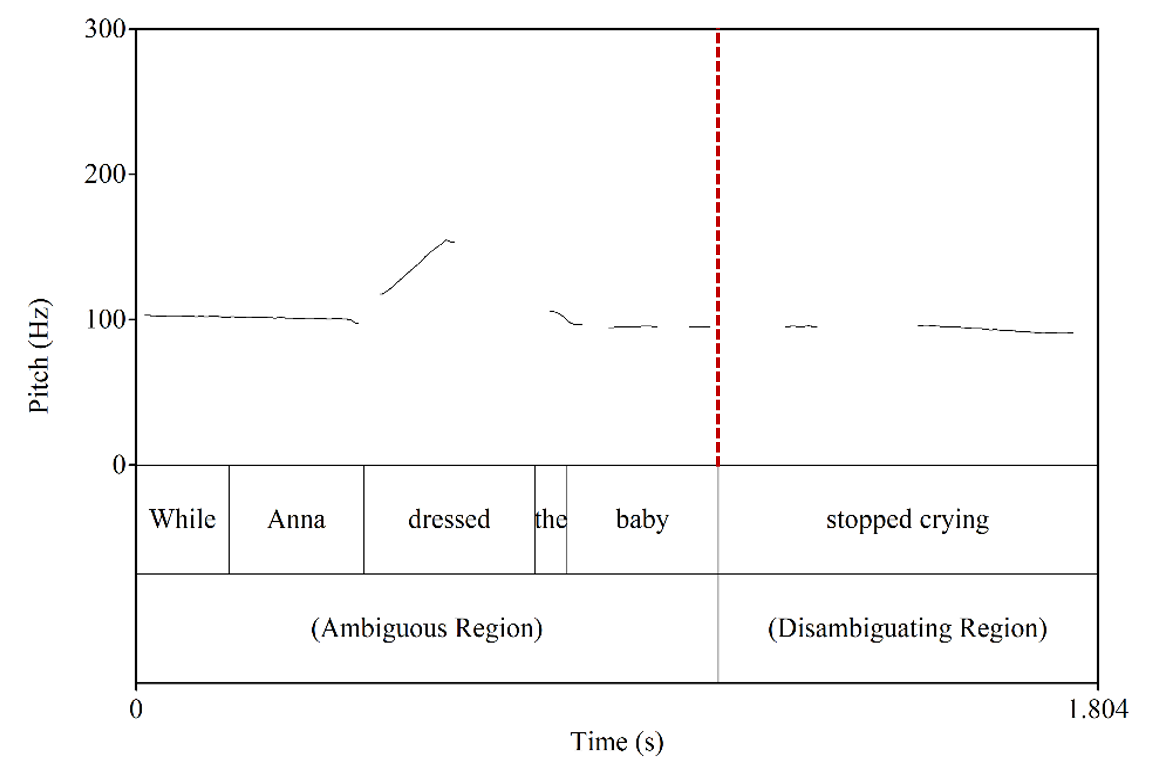 300
200
100
0
Pitch (Hz)
While Anna dressed the baby stopped crying
(Ambiguous Region) (Disambiguating Region)
0 1.804
Time (s)